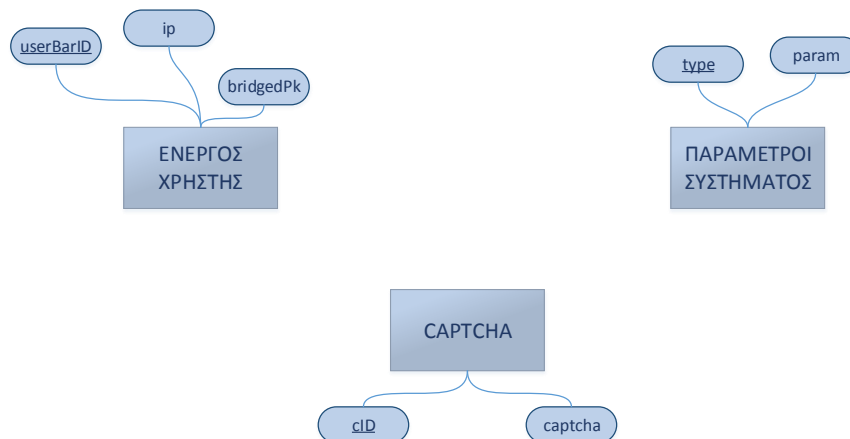 userBarID
ip
bridgedPk
ΕΝΕΡΓΟΣ
ΧΡΗΣΤΗΣ
type
param
ΠΑΡΑΜΕΤΡΟΙ
ΣΥΣΤΗΜΑΤΟΣ
CAPTCHA
cID
captcha